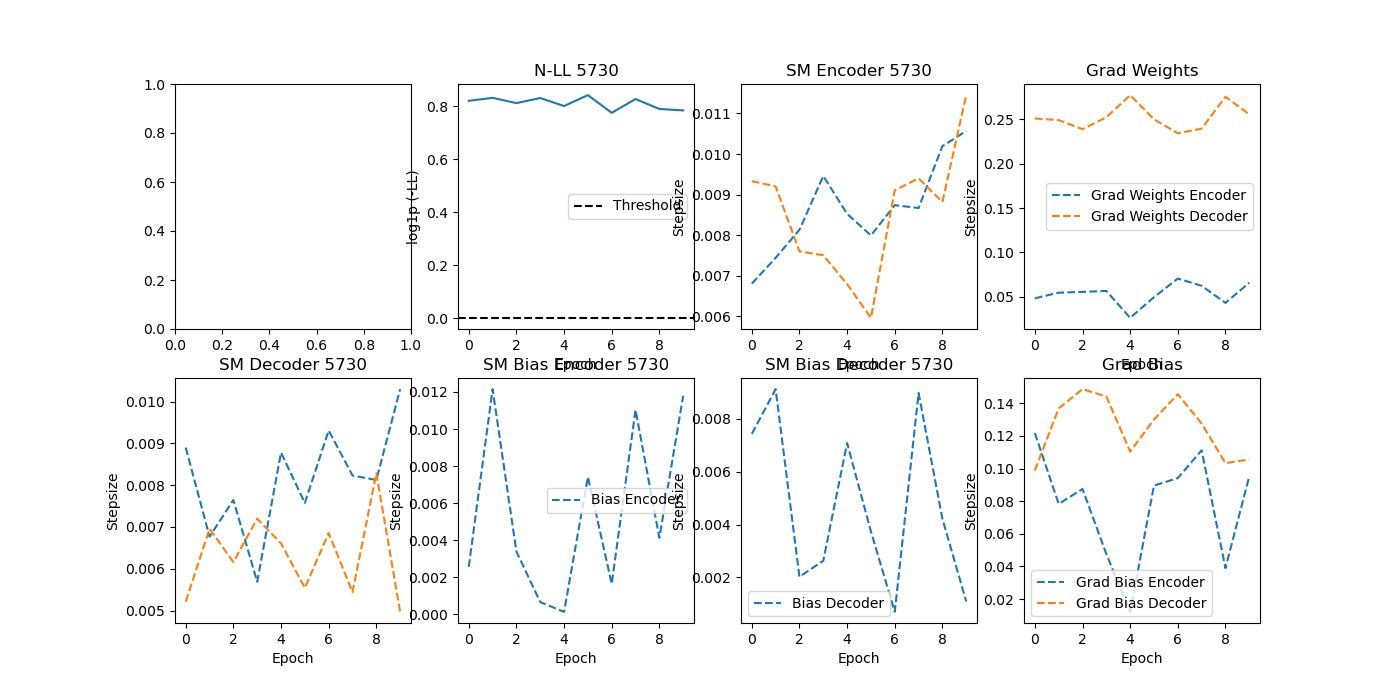 N-LL 5730
SM Encoder 5730
Grad Weights
1.0
0.8
0.6
0.4
0.2
0.0
0.0 0.2 0.4 0.6 0.8 1.0
log1p (-LL)
0.8
0.6
0.4
0.2
0.0
Threshold
0 2 4 6 8
Epoch
Stepsize
0.011
0.010
0.009
0.008
0.007
0.006
0 2 4 6 8
Epoch
Stepsize
0.25
0.20
0.15
0.10
0.05
Grad Weights Encoder
Grad Weights Decoder
0 2 4 6 8
Epoch
SM Decoder 5730
SM Bias Encoder 5730
SM Bias Decoder 5730
Grad Bias
Stepsize
0.010
0.009
0.008
0.007
0.006
0.005
0 2 4 6 8
Epoch
Stepsize
0.012
0.010
0.008
0.006
0.004
0.002
0.000
Bias Encoder
0 2 4 6 8
Epoch
Stepsize
0.008
0.006
0.004
0.002
Bias Decoder
0 2 4 6 8
Epoch
Stepsize
0.14
0.12
0.10
0.08
0.06
0.04
0.02
Grad Bias Encoder
Grad Bias Decoder
0 2 4 6 8
Epoch